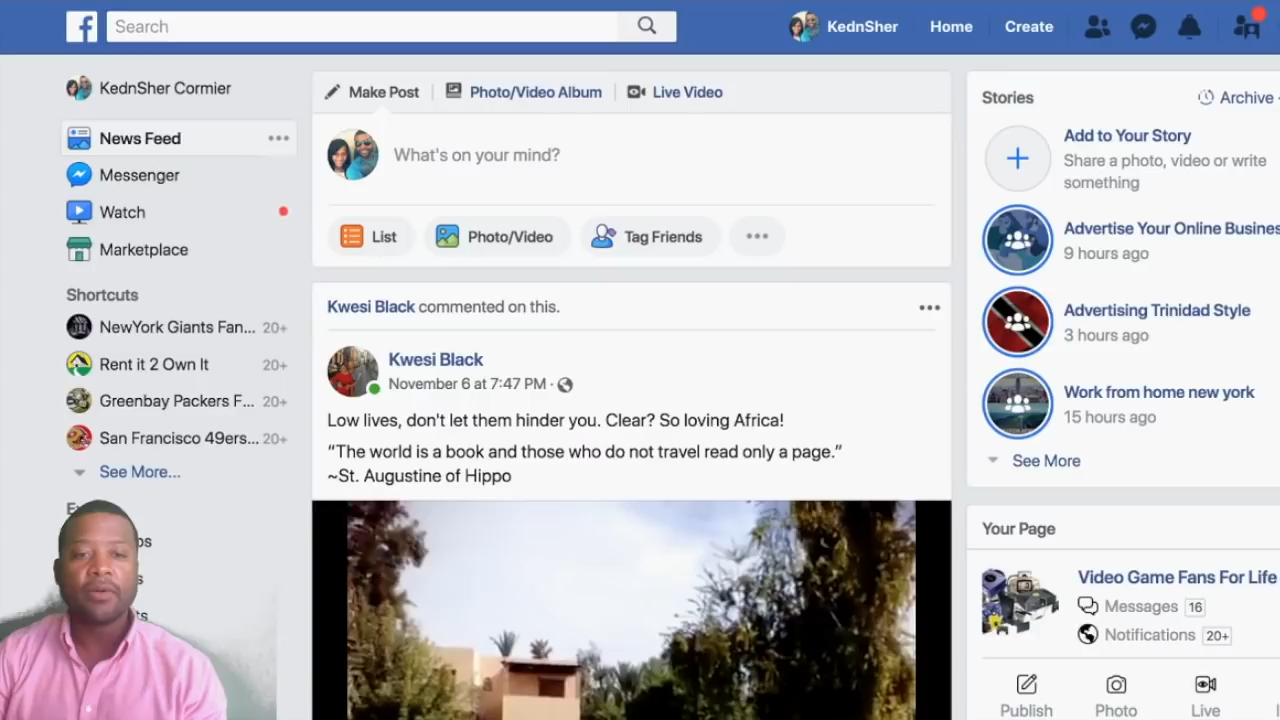 f
Search
KednSher
Home
Create
KednSher Cormier
News Feed
Messenger
Watch
Marketplace
Shortcuts
NewYork Giants Fan... 20+
Rent it 2 Own It 20+
Greenbay Packers F... 20+
San Francisco 49ers... 20+
See More...
Make Post
Photo/Video Album
Live Video
What's on your mind?
List
Photo/Video
Tag Friends
Kwesi Black commented on this.
Kwesi Black
November 6 at 7:47 PM ·
Low lives, don't let them hinder you. Clear? So loving Africa!
“The world is a book and those who do not travel read only a page.”
~St. Augustine of Hippo
Stories
Archive
Add to Your Story
Share a photo, video or write
something
Advertise Your Online Busines
9 hours ago
Advertising Trinidad Style
3 hours ago
Work from home new york
15 hours ago
See More
Your Page
Video Game Fans For Life
Messages 16
Notifications 20+
Publish
Photo
Live